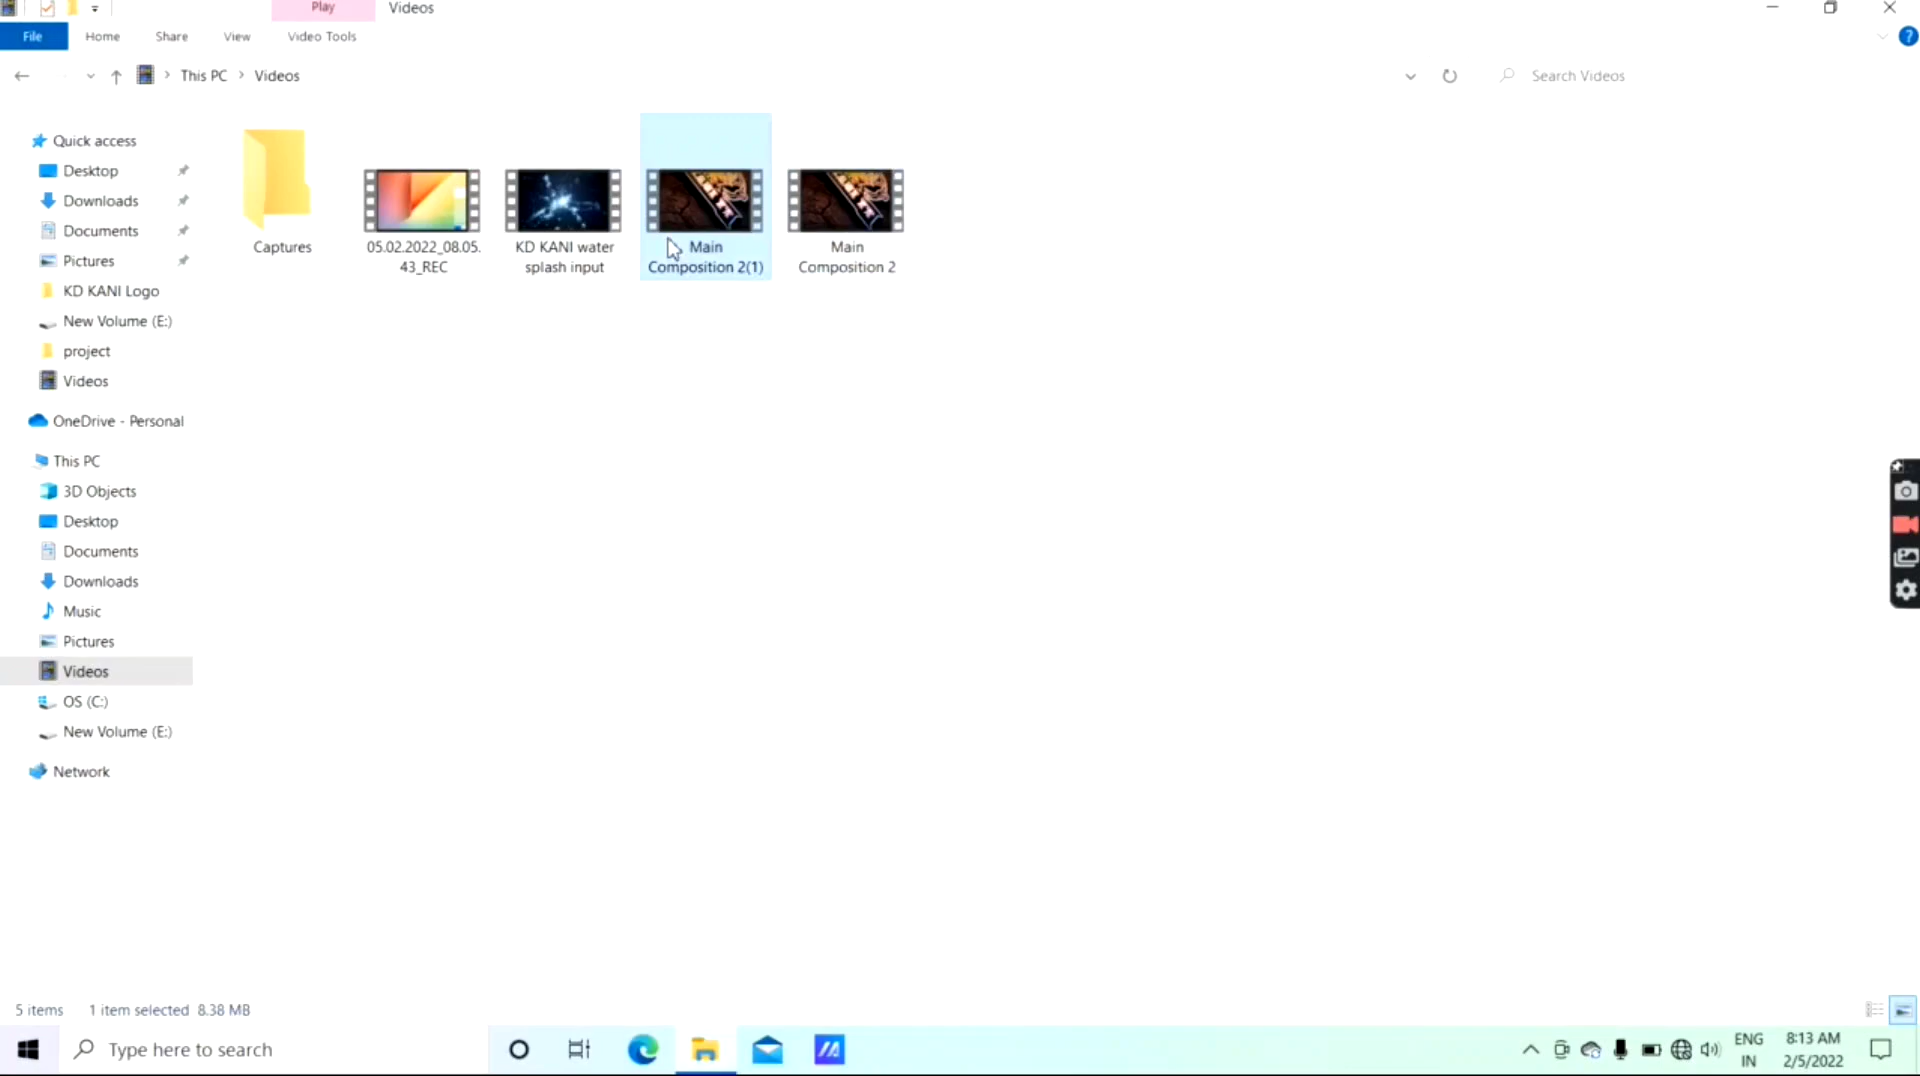 Play Videos
File Home Share View Video Tools
This PC Videos Search Videos
Quick access
Desktop
Downloads
Documents
Pictures
KD KANI Logo
New Volume (E:)
project
Videos
OneDrive - Personal
This PC
3D Objects
Desktop
Documents
Downloads
Music
Pictures
Videos
OS (C:)
New Volume (E:)
Network
Captures
05.02.2022_08.05.
43_REC
KD KANI water
splash input
Main
Composition 2(1)
Main
Composition 2
5 items 1 item selected 8.38 MB
Type here to search
ENG
IN
8:13 AM
2/5/2022